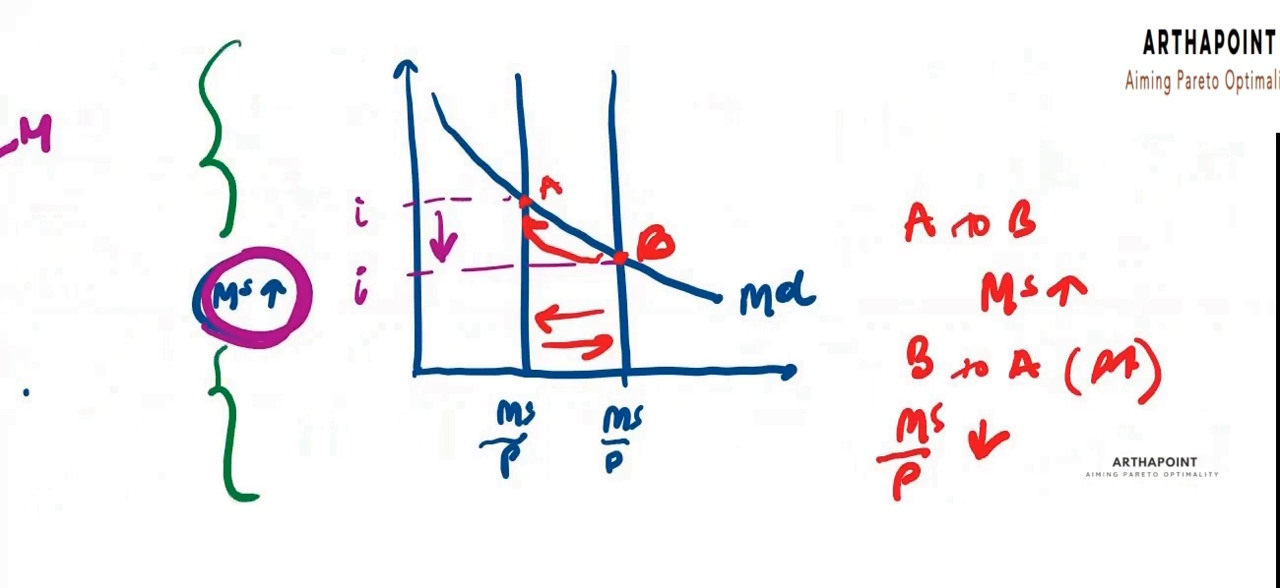 ARTHAPOINT
Aiming Pareto Optimali
M
A
i
B
A to B
Ms ↑
i
Md
Ms ↑
B to A (P↑)
Ms
P
Ms
P
Ms
P ↓
ARTHAPOINT
AIMING PARETO OPTIMALITY